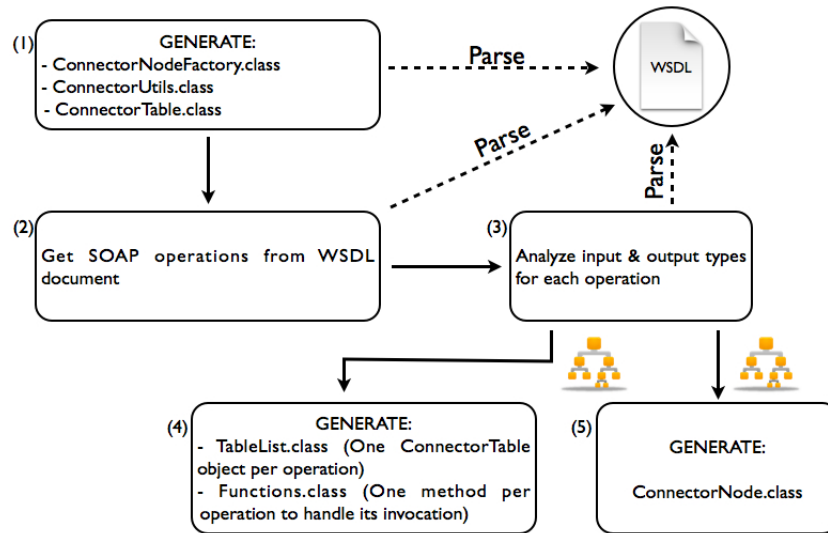 (1)
GENERATE:
- ConnectorNodeFactory.class
- ConnectorUtils.class
- ConnectorTable.class
Parse
WSDL
Parse
Parse
(2)
Get SOAP operations from WSDL
document
(3)
Analyze input & output types
for each operation
(4)
GENERATE:
- TableList.class (One ConnectorTable
object per operation)
- Functions.class (One method per
operation to handle its invocation)
(5)
GENERATE:
ConnectorNode.class